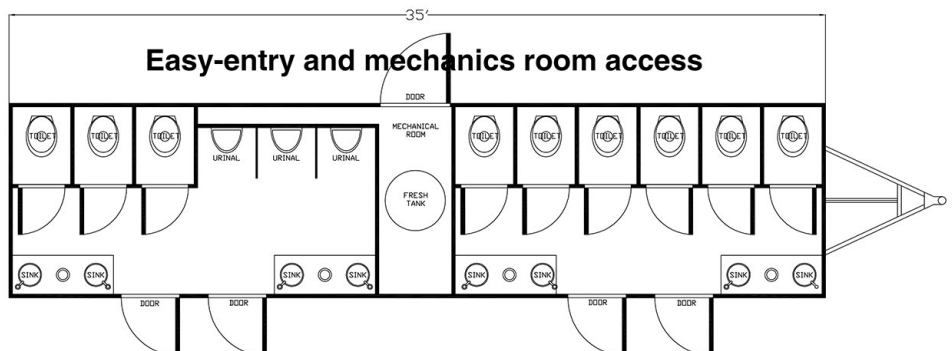 35'
Easy-entry and mechanics room access
DOOR
MECHANICAL
ROOM
TOILET TOILET TOILET TOILET TOILET TOILET TOILET TOILET TOILET
URINAL URINAL URINAL
FRESH
TANK
SINK SINK SINK SINK SINK SINK SINK SINK
DOOR DOOR DOOR DOOR